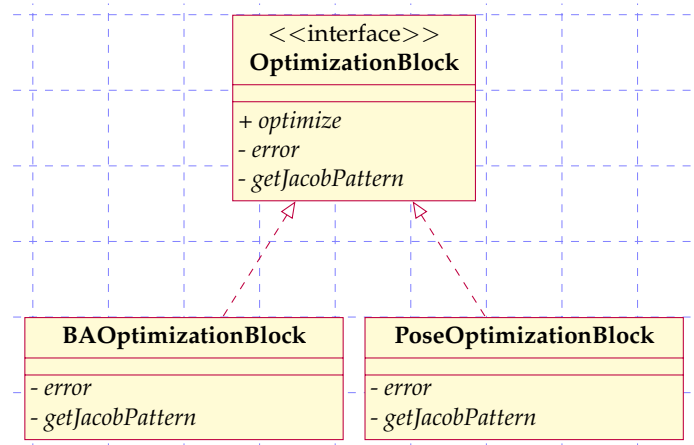 <<interface>>
OptimizationBlock
+ optimize
- error
- getJacobPattern
BAOptimizationBlock
- error
- getJacobPattern
PoseOptimizationBlock
- error
- getJacobPattern